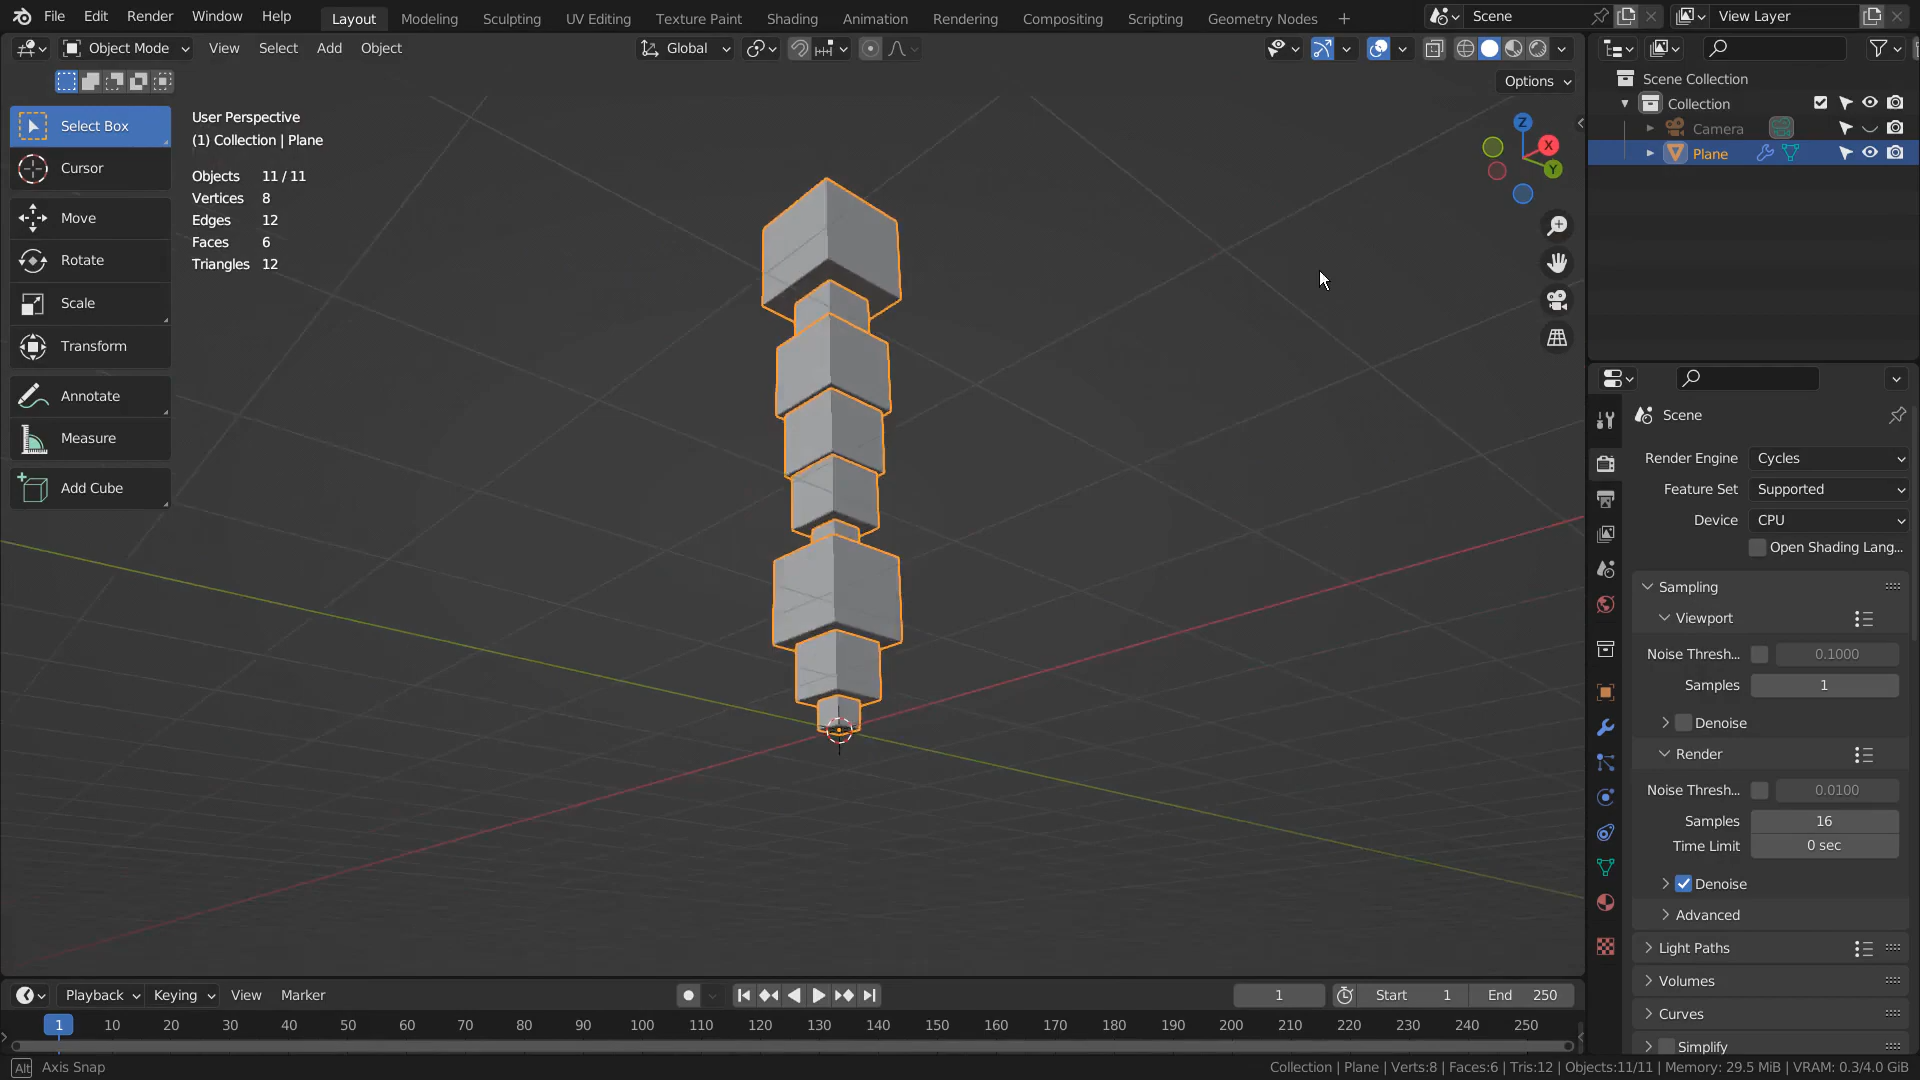 File Edit Render Window Help Layout Modeling Sculpting UV Editing Texture Paint Shading Animation Rendering Compositing Scripting Geometry Nodes + Scene View Layer
Object Mode View Select Add Object Global
Options
Select Box
Cursor
Move
Rotate
Scale
Transform
Annotate
Measure
Add Cube
User Perspective
(1) Collection | Plane
Objects 11 / 11
Vertices 8
Edges 12
Faces 6
Triangles 12
Z
X
Y
Scene Collection
Collection
Camera
Plane
Scene
Render Engine Cycles
Feature Set Supported
Device CPU
Open Shading Lang...
Sampling
Viewport
Noise Thresh... 0.1000
Samples 1
Denoise
Render
Noise Thresh... 0.0100
Samples 16
Time Limit 0 sec
Denoise
Advanced
Light Paths
Volumes
Curves
Simplify
Playback Keying View Marker 1 Start 1 End 250
1 10 20 30 40 50 60 70 80 90 100 110 120 130 140 150 160 170 180 190 200 210 220 230 240 250
Alt Axis Snap
Collection | Plane | Verts:8 | Faces:6 | Tris:12 | Objects:11/11 | Memory: 29.5 MiB | VRAM: 0.3/4.0 GiB